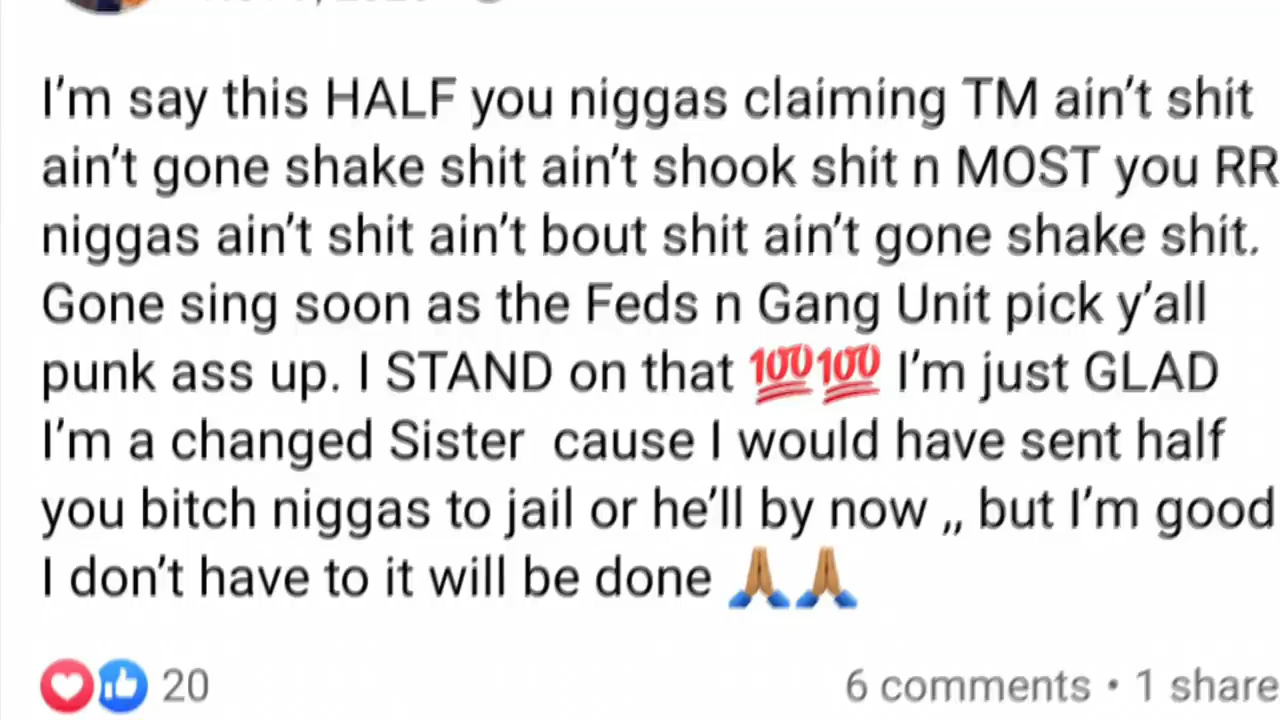 I'm say this HALF you niggas claiming TM ain't shit
ain't gone shake shit ain't shook shit n MOST you RR
niggas ain't shit ain't bout shit ain't gone shake shit.
Gone sing soon as the Feds n Gang Unit pick y'all
punk ass up. I STAND on that 💯💯 I'm just GLAD
I'm a changed Sister  cause I would have sent half
you bitch niggas to jail or he'll by now ,, but I'm good
I don't have to it will be done 🙏🏽🙏🏽
20
6 comments • 1 share